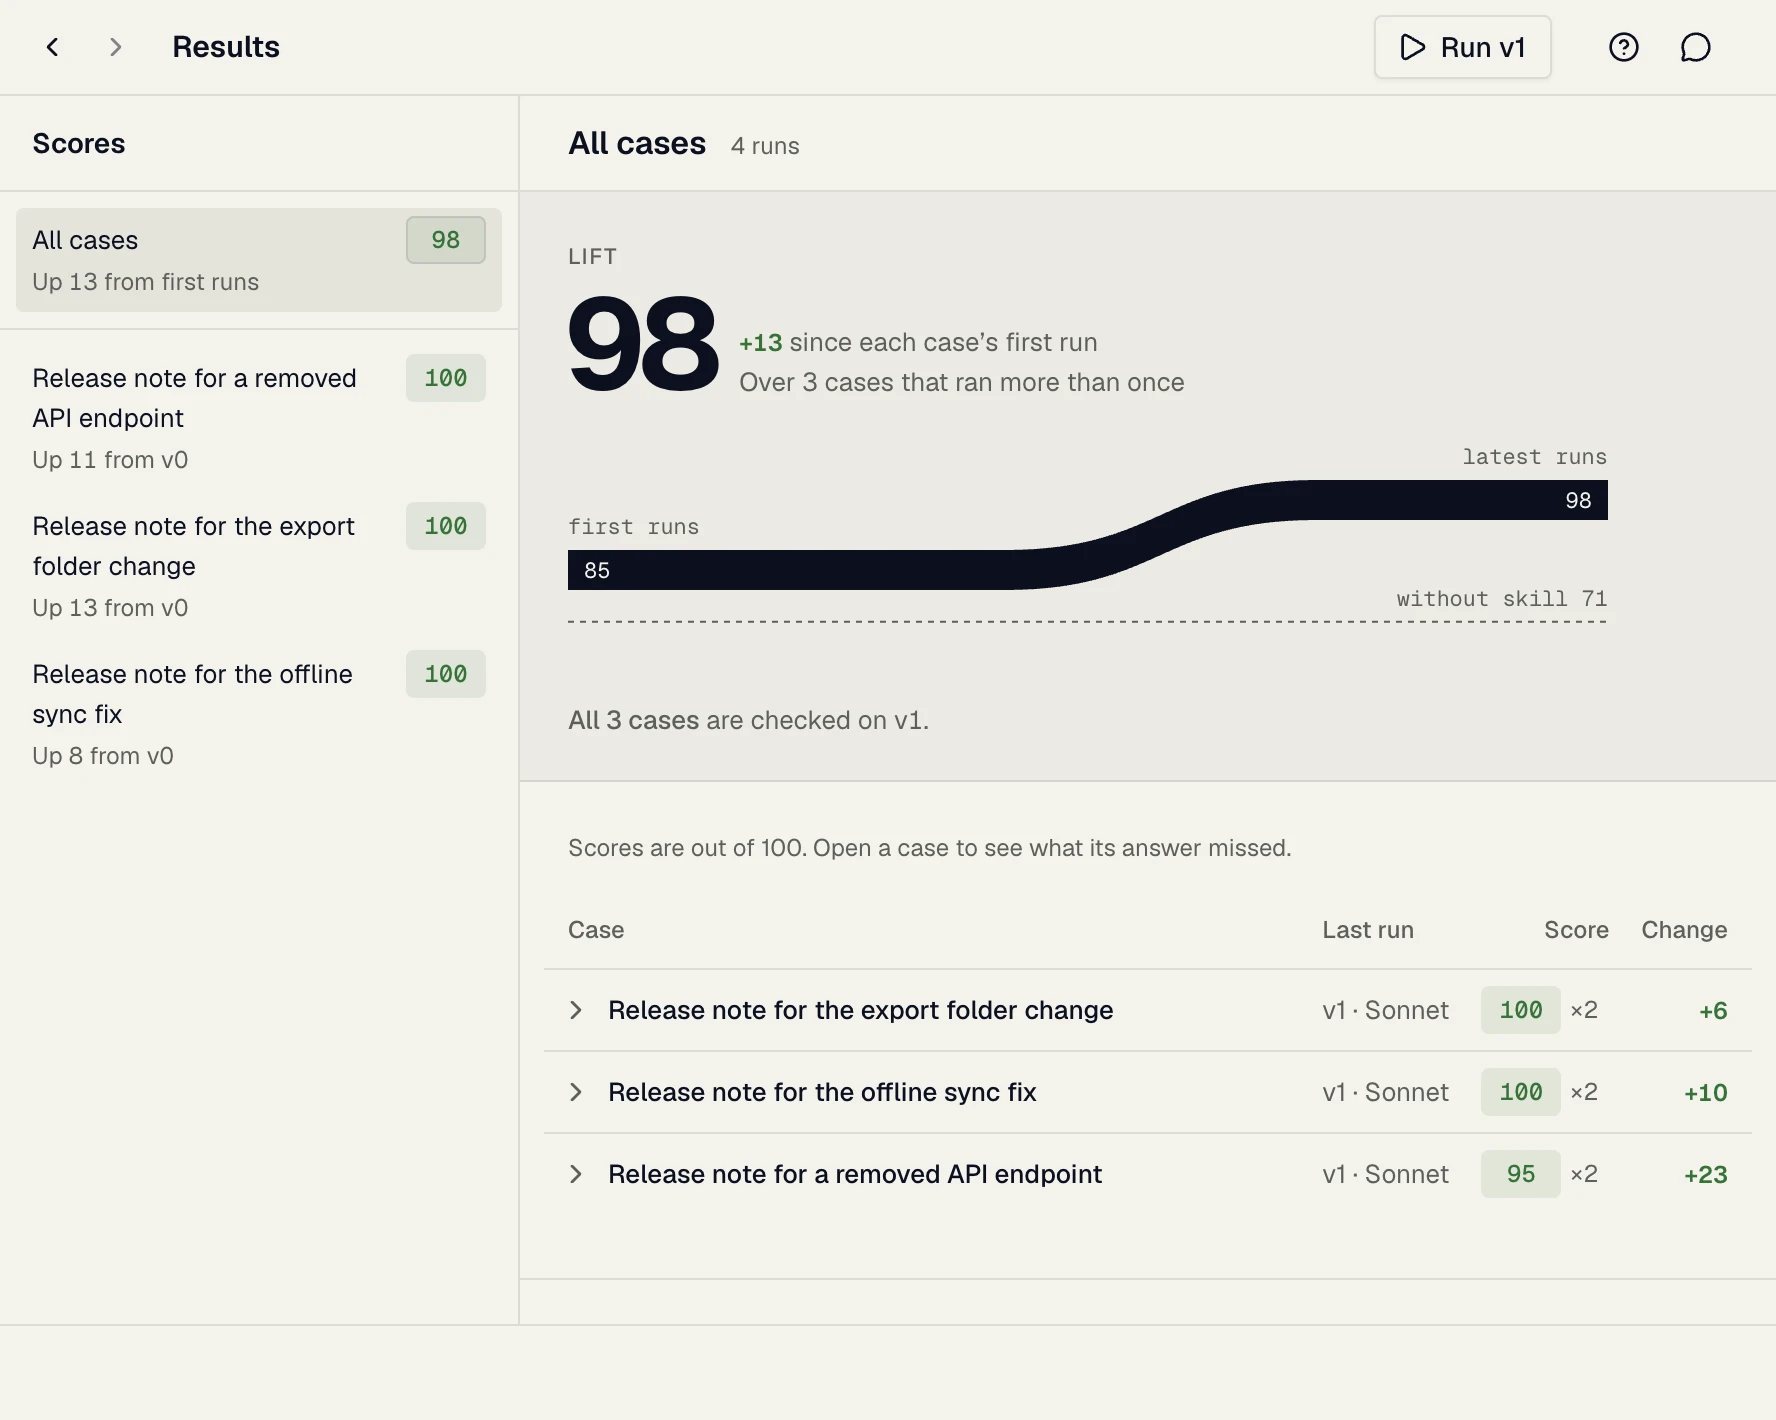 Results
Run v1
Scores
All cases
98
Up 13 from first runs
Release note for a removed
API endpoint
100
Up 11 from v0
Release note for the export
folder change
100
Up 13 from v0
Release note for the offline
sync fix
100
Up 8 from v0
All cases 4 runs
LIFT
98
+13 since each case’s first run
Over 3 cases that ran more than once
latest runs
98
first runs
85
without skill 71
All 3 cases are checked on v1.
Scores are out of 100. Open a case to see what its answer missed.
Case Last run Score Change
Release note for the export folder change v1 · Sonnet 100 ×2 +6
Release note for the offline sync fix v1 · Sonnet 100 ×2 +10
Release note for a removed API endpoint v1 · Sonnet 95 ×2 +23